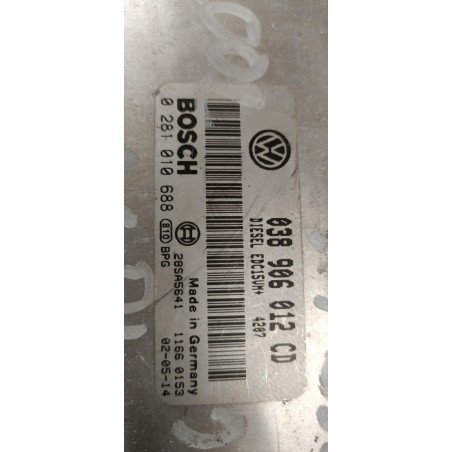 038 906 012 CD
DIESEL EDC15VM+ 4207
BOSCH
0 281 010 688
810 BPG
28SA5641
1166 0153
02-05-14
Made in Germany